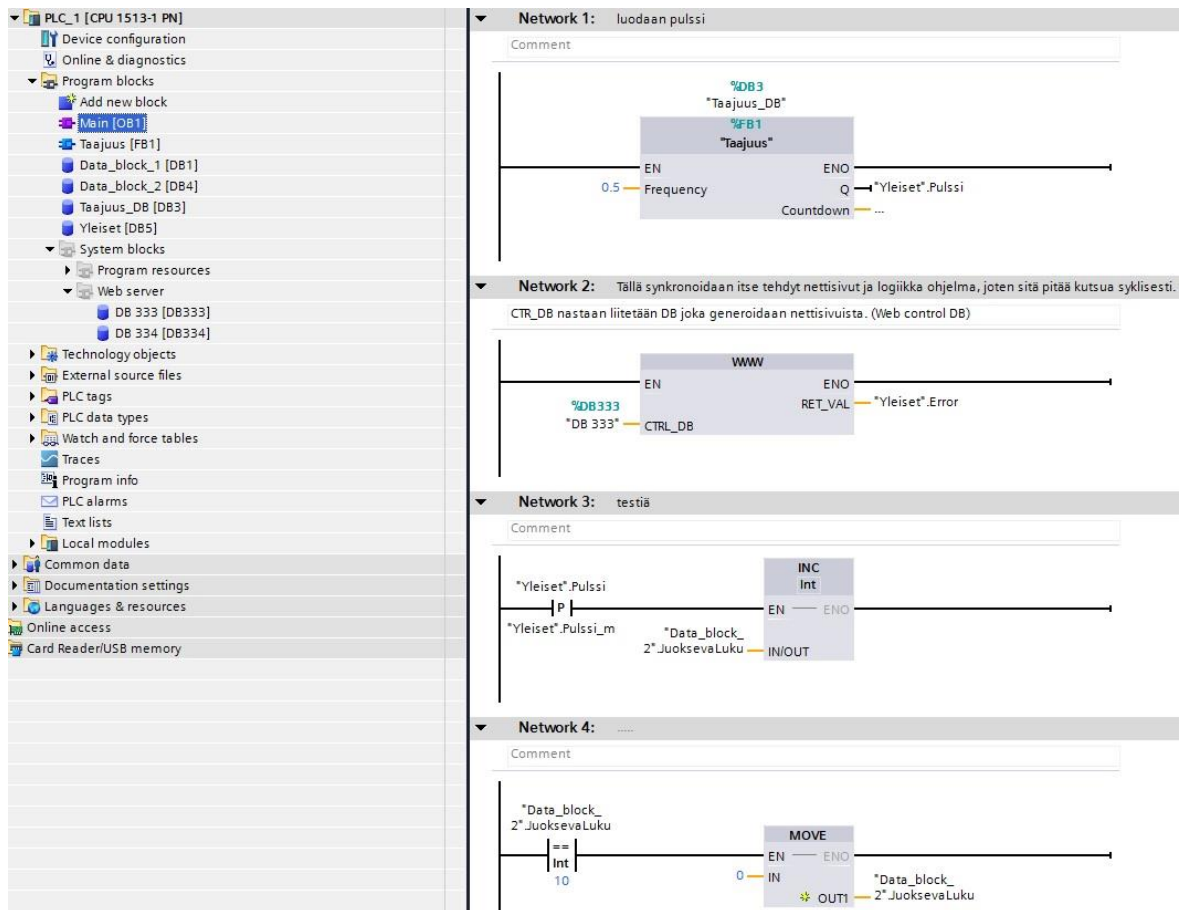 PLC_1 [CPU 1513-1 PN]
Device configuration
Online & diagnostics
Program blocks
Add new block
Main [OB1]
Taajuus [FB1]
Data_block_1 [DB1]
Data_block_2 [DB4]
Taajuus_DB [DB3]
Yleiset [DB5]
System blocks
Program resources
Web server
DB 333 [DB333]
DB 334 [DB334]
Technology objects
External source files
PLC tags
PLC data types
Watch and force tables
Traces
Program info
PLC alarms
Text lists
Local modules
Common data
Documentation settings
Languages & resources
Online access
Card Reader/USB memory
Network 1: luodaan pulssi
Comment
%DB3
"Taajuus_DB"
%FB1
"Taajuus"
EN ENO
0.5 Frequency Q "Yleiset".Pulssi
Countdown ...
Network 2: Tällä synkronoidaan itse tehdyt nettisivut ja logiikka ohjelma, joten sitä pitää kutsua syklisesti.
CTR_DB nastaan liitetään DB joka generoidaan nettisivuista. (Web control DB)
WWW
EN ENO
%DB333 RET_VAL "Yleiset".Error
"DB 333" CTRL_DB
Network 3: testiä
Comment
INC
"Yleiset".Pulssi Int
P EN ENO
"Yleiset".Pulssi_m "Data_block_
2".JuoksevaLuku IN/OUT
Network 4: .....
Comment
"Data_block_
2".JuoksevaLuku
MOVE
== EN ENO
Int
10 0 IN "Data_block_
OUT1 2".JuoksevaLuku